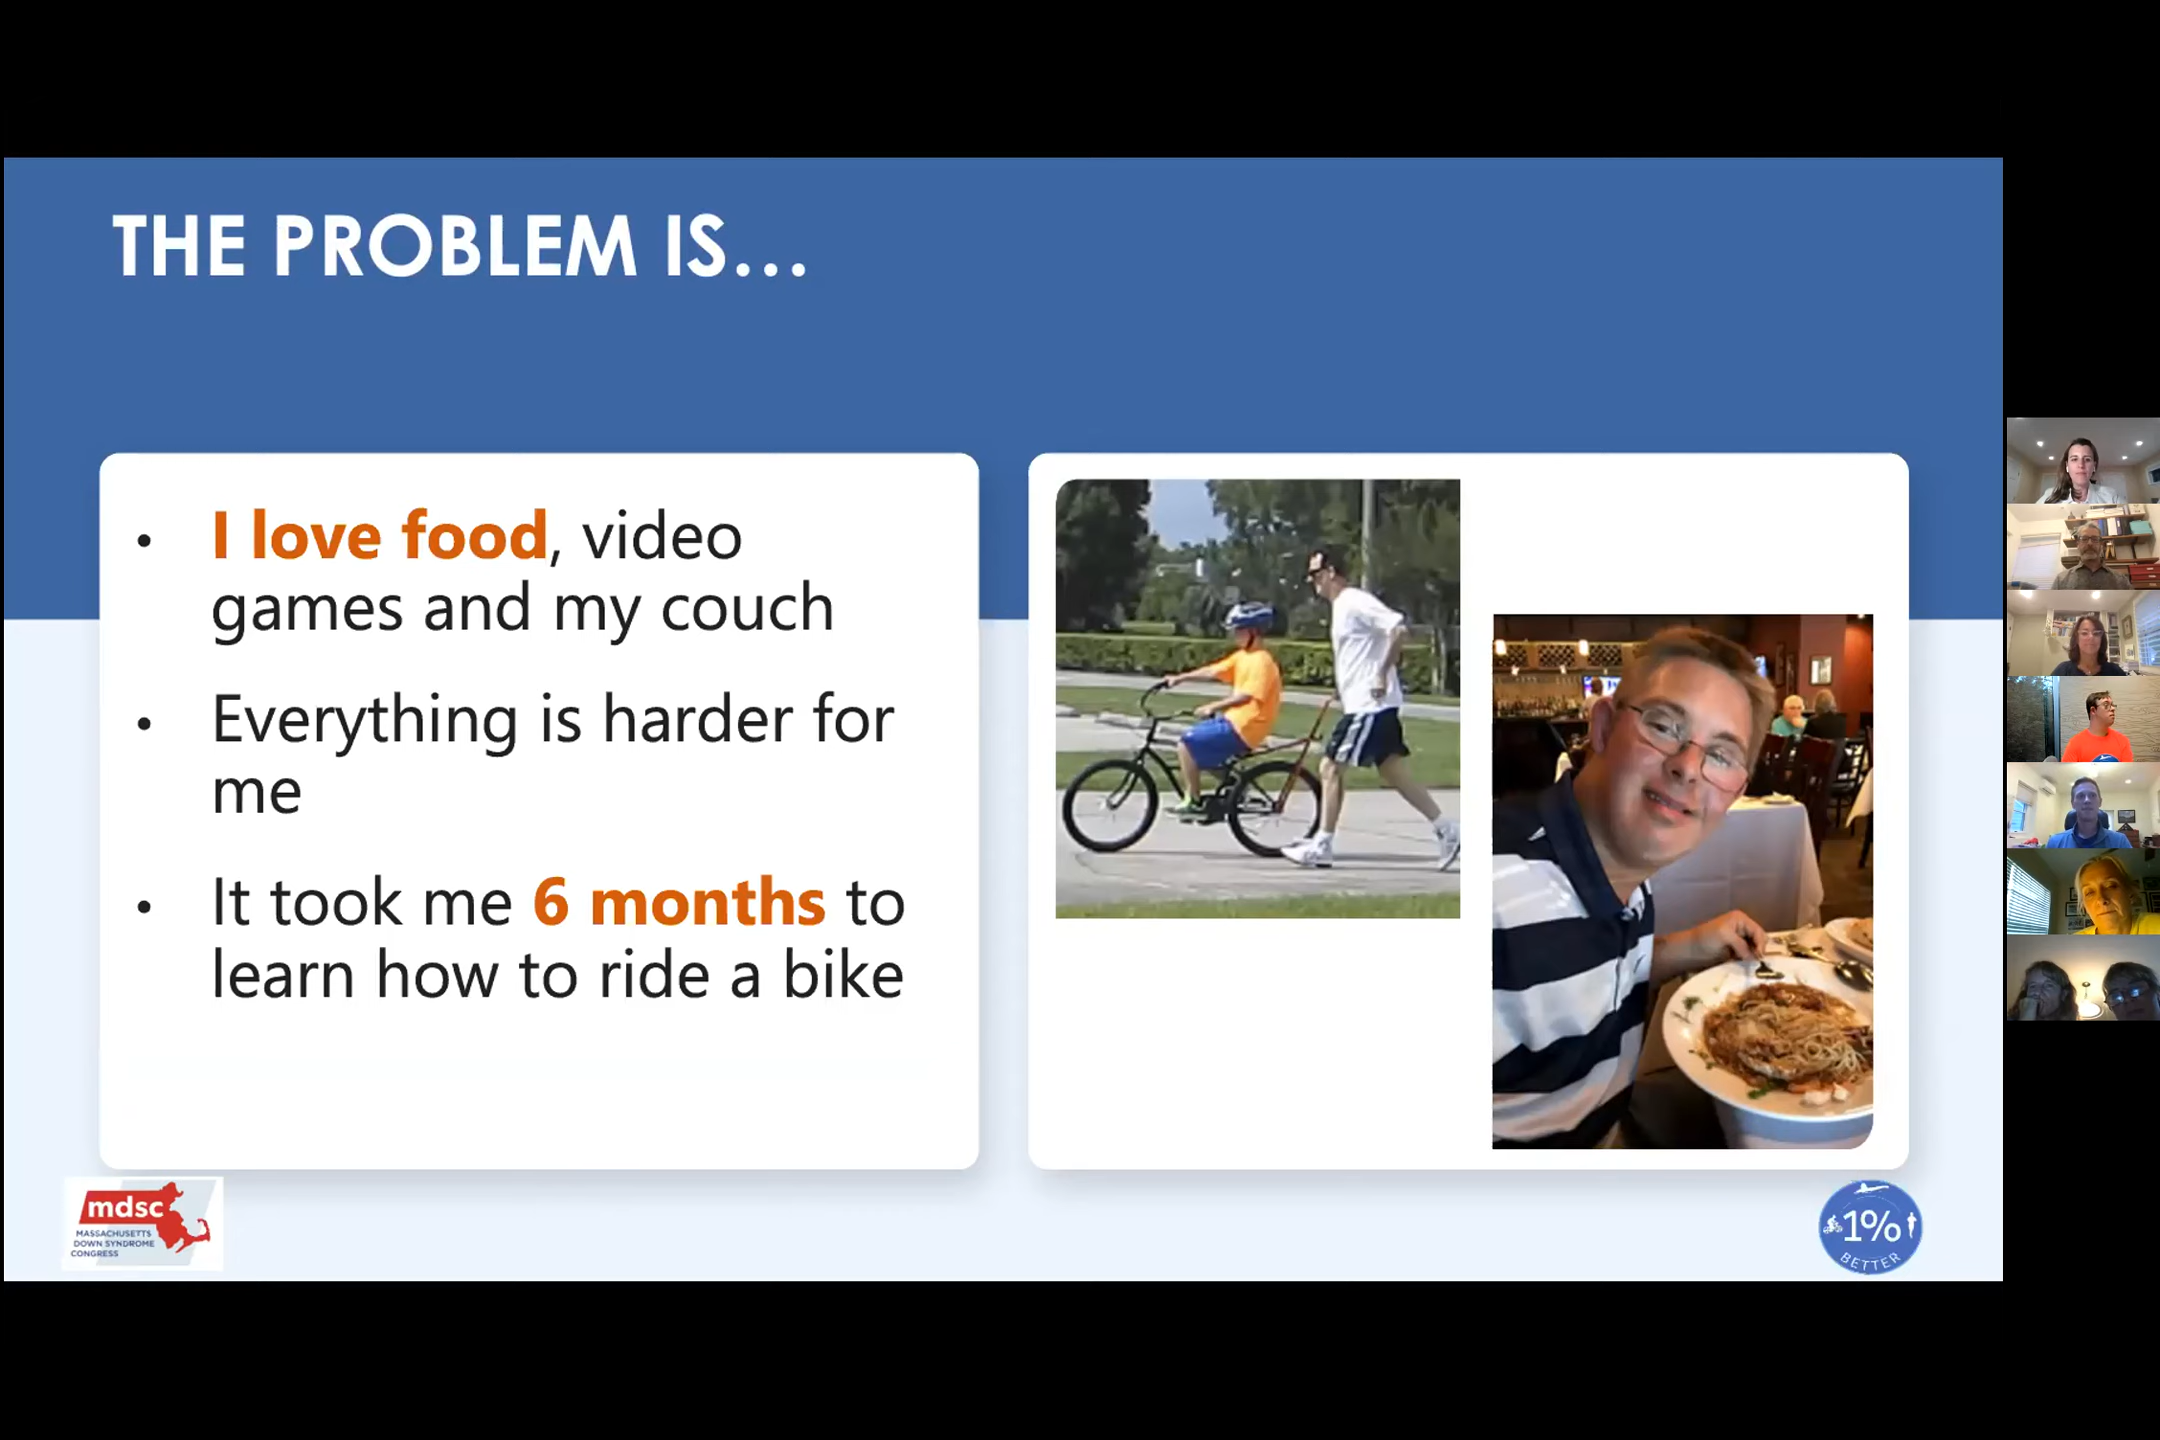 THE PROBLEM IS...
• I love food, video
games and my couch
• Everything is harder for
me
• It took me 6 months to
learn how to ride a bike
mdsc
MASSACHUSETTS
DOWN SYNDROME
CONGRESS
1%
BETTER